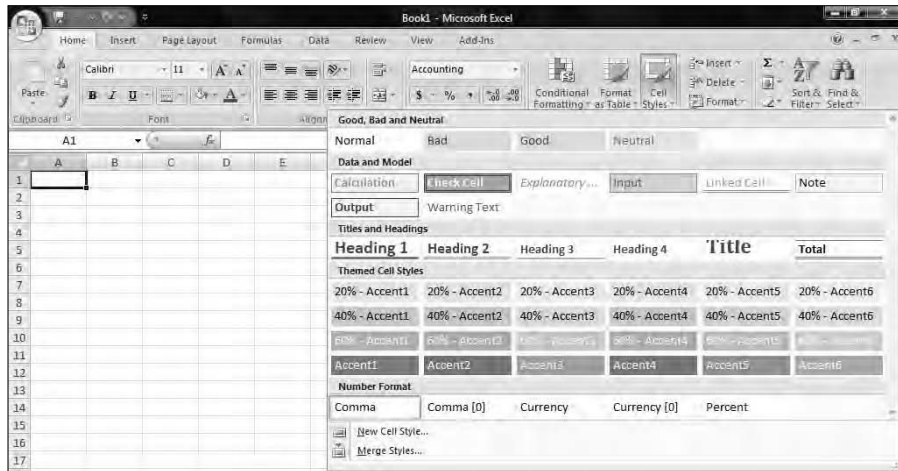 Book1 - Microsoft Excel
Home Insert Page Layout Formulas Data Review View Add-Ins
Calibri 11 A A Accounting Insert Σ
Paste B I U A $ % , Conditional Formatting as Table Cell Styles Delete Format Sort & Filter Find & Select
Clipboard Font
A1 fx
Good, Bad and Neutral
Normal Bad Good Neutral
Data and Model
Calculation Check Cell Explanatory ... Input Linked Cell Note
Output Warning Text
Titles and Headings
Heading 1 Heading 2 Heading 3 Heading 4 Title Total
Themed Cell Styles
20% - Accent1 20% - Accent2 20% - Accent3 20% - Accent4 20% - Accent5 20% - Accent6
40% - Accent1 40% - Accent2 40% - Accent3 40% - Accent4 40% - Accent5 40% - Accent6
Accent1 Accent2 Accent3 Accent4 Accent5 Accent6
Number Format
Comma Comma [0] Currency Currency [0] Percent
New Cell Style...
Merge Styles...
A B C D E
1
2
3
4
5
6
7
8
9
10
11
12
13
14
15
16
17